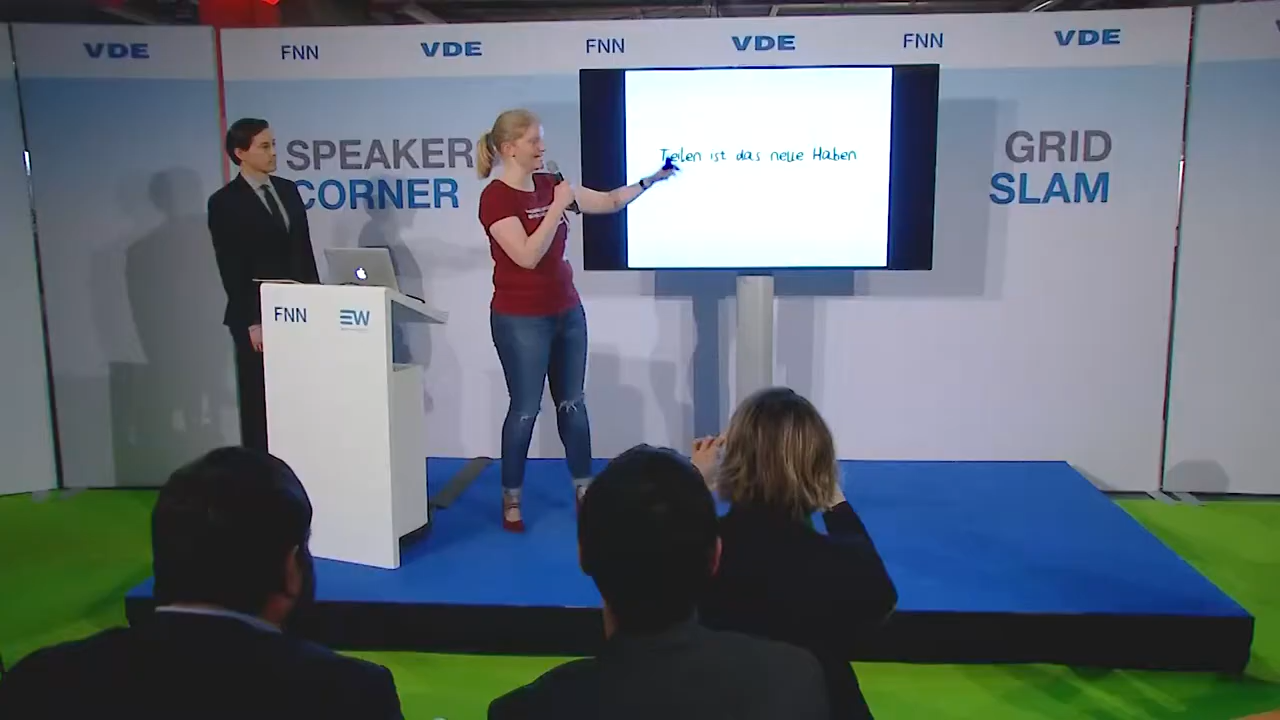 VDE FNN VDE FNN VDE FNN VDE
SPEAKER
CORNER
Teilen ist das neue Haben
GRID
SLAM
FNN EW